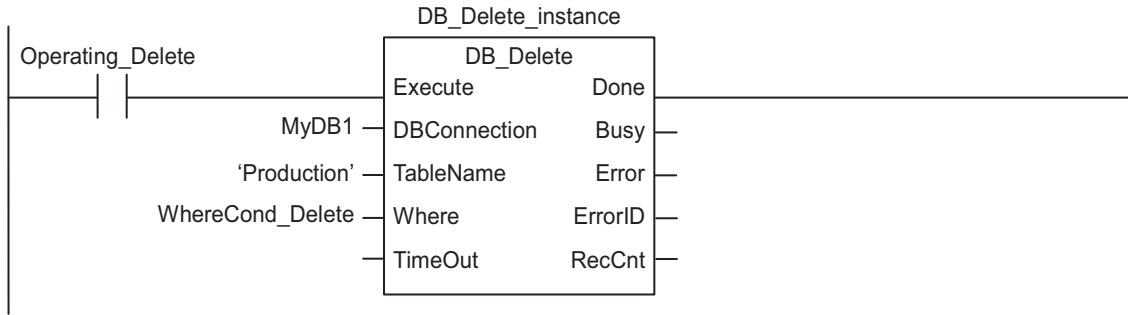 DB_Delete_instance
Operating_Delete
DB_Delete
Execute Done
MyDB1 DBConnection Busy
‘Production’ TableName Error
WhereCond_Delete Where ErrorID
TimeOut RecCnt